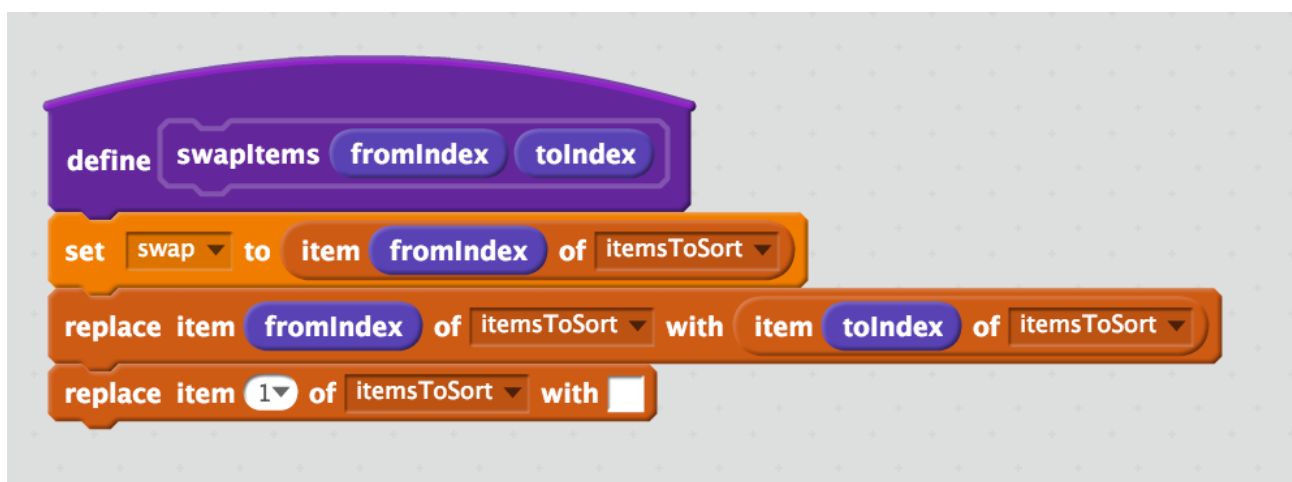 define swapItems fromIndex toIndex
set swap to item fromIndex of itemsToSort
replace item fromIndex of itemsToSort with item toIndex of itemsToSort
replace item 1 of itemsToSort with